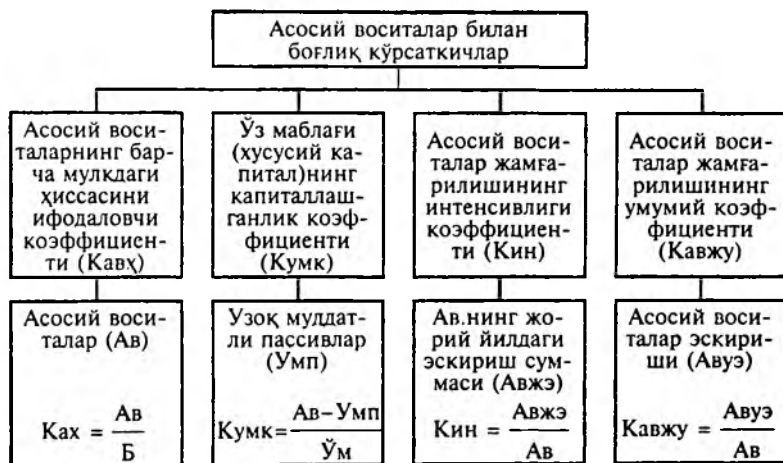 Асосий воситалар билан
боғлиқ кўрсаткичлар
Асосий воси-
таларнинг бар-
ча мулкдаги
ҳиссасини
ифодаловчи
коэффициен-
ти (Кавҳ)
Ўз маблағи
(хусусий ка-
питал)нинг
капиталлаш-
ганлик коэф-
фициенти
(Кумк)
Асосий воси-
талар жамға-
рилишининг
интенсивлиги
коэффициен-
ти (Кин)
Асосий воси-
талар жамға-
рилишининг
умумий коэф-
фициенти
(Кавжу)
Асосий воси-
талар (Ав)
Ках = Ав/Б
Узоқ муддат-
ли пассивлар
(Умп)
Кумк= Ав–Умп/Ўм
Ав.нинг жо-
рий йилдаги
эскириш сум-
маси (Авжэ)
Кин = Авжэ/Ав
Асосий воси-
талар эскири-
ши (Авуэ)
Кавжу = Авуэ/Ав